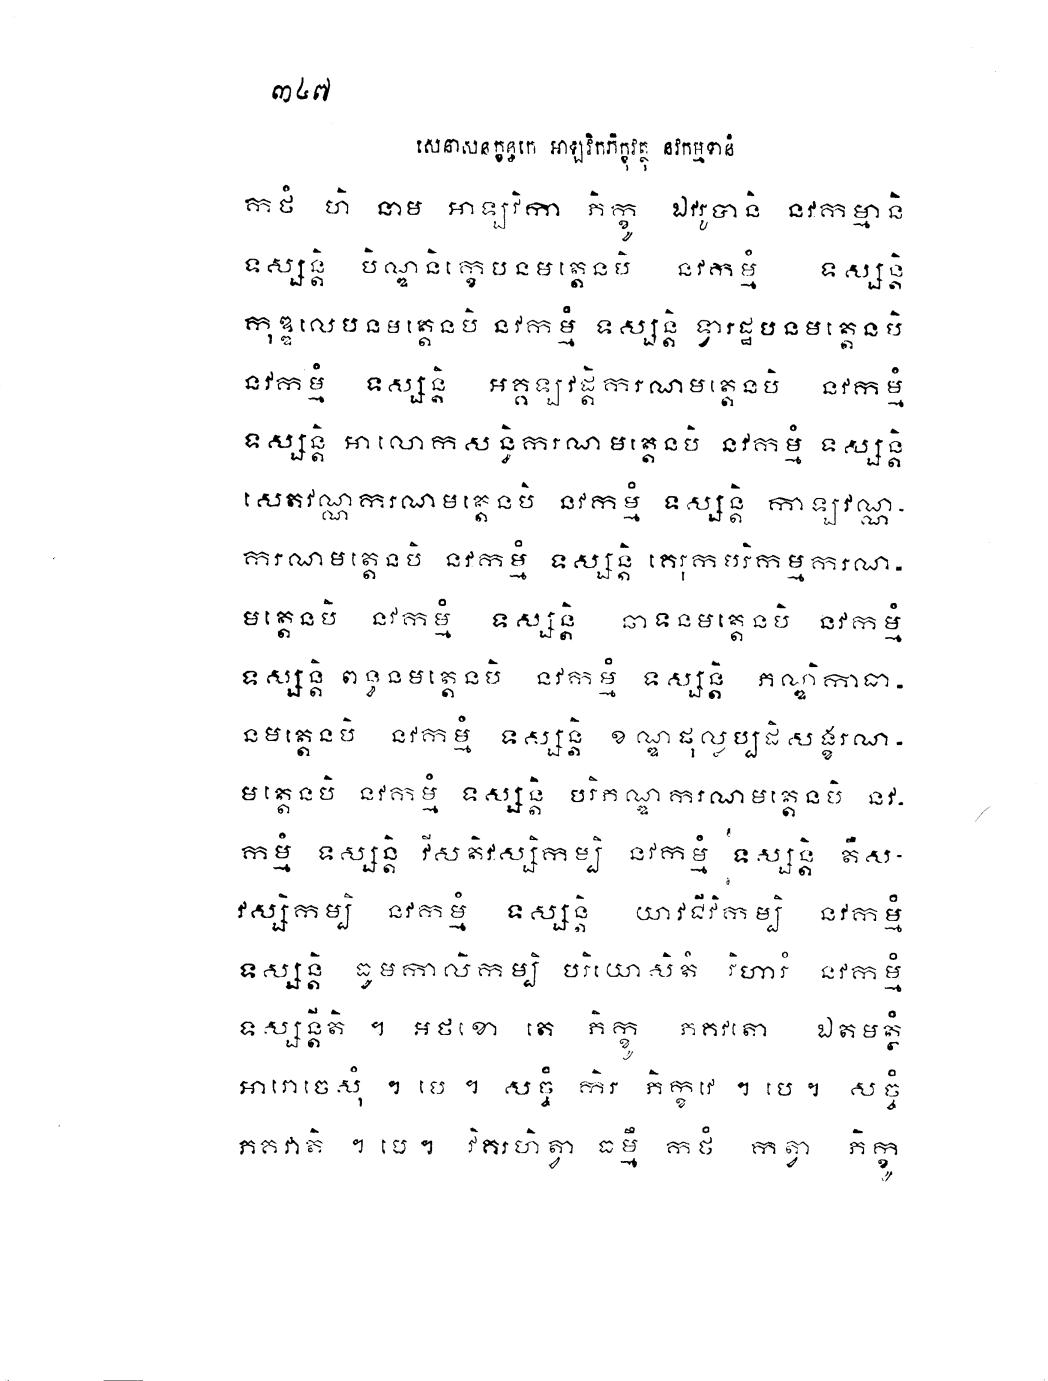 ៣៤៧
សេនាសនក្ខន្ធកេ អាឡវិកភិក្ខុវត្ថុ នវកម្មទានំ
កថំ ហិ នាម អាឡវិកា ភិក្ខូ ឯវរូបានិ នវកម្មានិ
ទស្សន្តិ បិណ្ឌនិក្ខេបនមត្តេនបិ នវកម្មំ ទស្សន្តិ
កុឌ្ឌលេបនមត្តេនបិ នវកម្មំ ទស្សន្តិ ទ្វារដ្ឋបនមត្តេនបិ
នវកម្មំ ទស្សន្តិ អគ្គឡវដ្ដិការណមត្តេនបិ នវកម្មំ
ទស្សន្តិ អាលោកសន្ធិករណមត្តេនបិ នវកម្មំ ទស្សន្តិ
សេតវណ្ណករណមត្តេនបិ នវកម្មំ ទស្សន្តិ កាឡវណ្ណ-
ករណមត្តេនបិ នវកម្មំ ទស្សន្តិ គេរុកបរិកម្មករណ-
មត្តេនបិ នវកម្មំ ទស្សន្តិ ឆាទនមត្តេនបិ នវកម្មំ
ទស្សន្តិ ពន្ធនមត្តេនបិ នវកម្មំ ទស្សន្តិ គណ្ឌិកាធា-
នមត្តេនបិ នវកម្មំ ទស្សន្តិ ខណ្ឌផុល្លប្បដិសង្ខរណ-
មត្តេនបិ នវកម្មំ ទស្សន្តិ បរិភណ្ឌករណមត្តេនបិ នវ-
កម្មំ ទស្សន្តិ វីសតិវស្សិកម្បិ នវកម្មំ ទស្សន្តិ តឹស-
វស្សិកម្បិ នវកម្មំ ទស្សន្តិ យាវជីវិកម្បិ នវកម្មំ
ទស្សន្តិ ធូមកាលិកម្បិ បរិយោសិតំ វិហារំ នវកម្មំ
ទស្សន្តីតិ ។ អថខោ តេ ភិក្ខូ ភគវតោ ឯតមត្ថំ
អារោចេសុំ ។ បេ ។ សច្ចំ កិរ ភិក្ខវេ ។ បេ ។ សច្ចំ
ភគវាតិ ។ បេ ។ វិគរហិត្វា ធម្មឹ កថំ កត្វា ភិក្ខូ